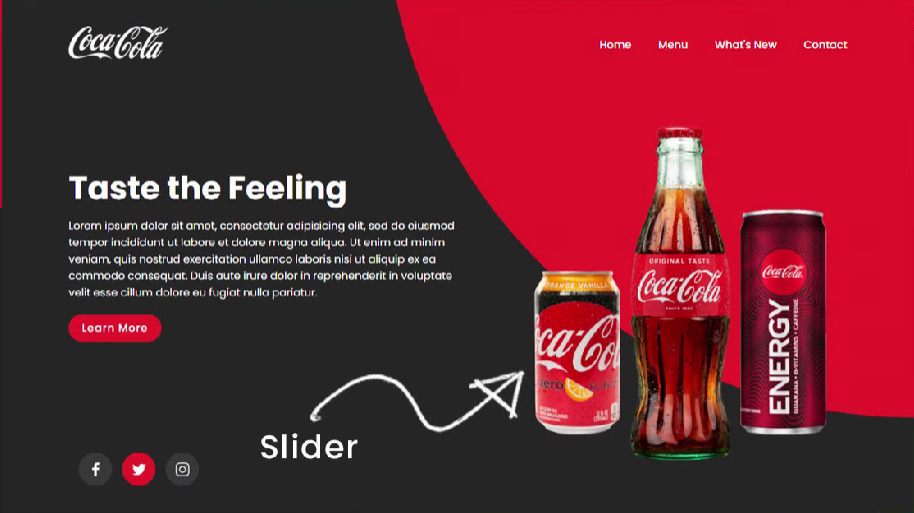 Coca-Cola
Home Menu What's New Contact
Taste the Feeling
Lorem ipsum dolor sit amet, consectetur adipisicing elit, sed do eiusmod
tempor incididunt ut labore et dolore magna aliqua. Ut enim ad minim
veniam, quis nostrud exercitation ullamco laboris nisi ut aliquip ex ea
commodo consequat. Duis aute irure dolor in reprehenderit in voluptate
velit esse cillum dolore eu fugiat nulla pariatur.
Learn More
ORANGE VANILLA
Coca-Cola
zero Sugar
ORIGINAL TASTE
Coca-Cola
Coca-Cola
ENERGY
GUARANA • B-VITAMINS • CAFFEINE
Slider
f